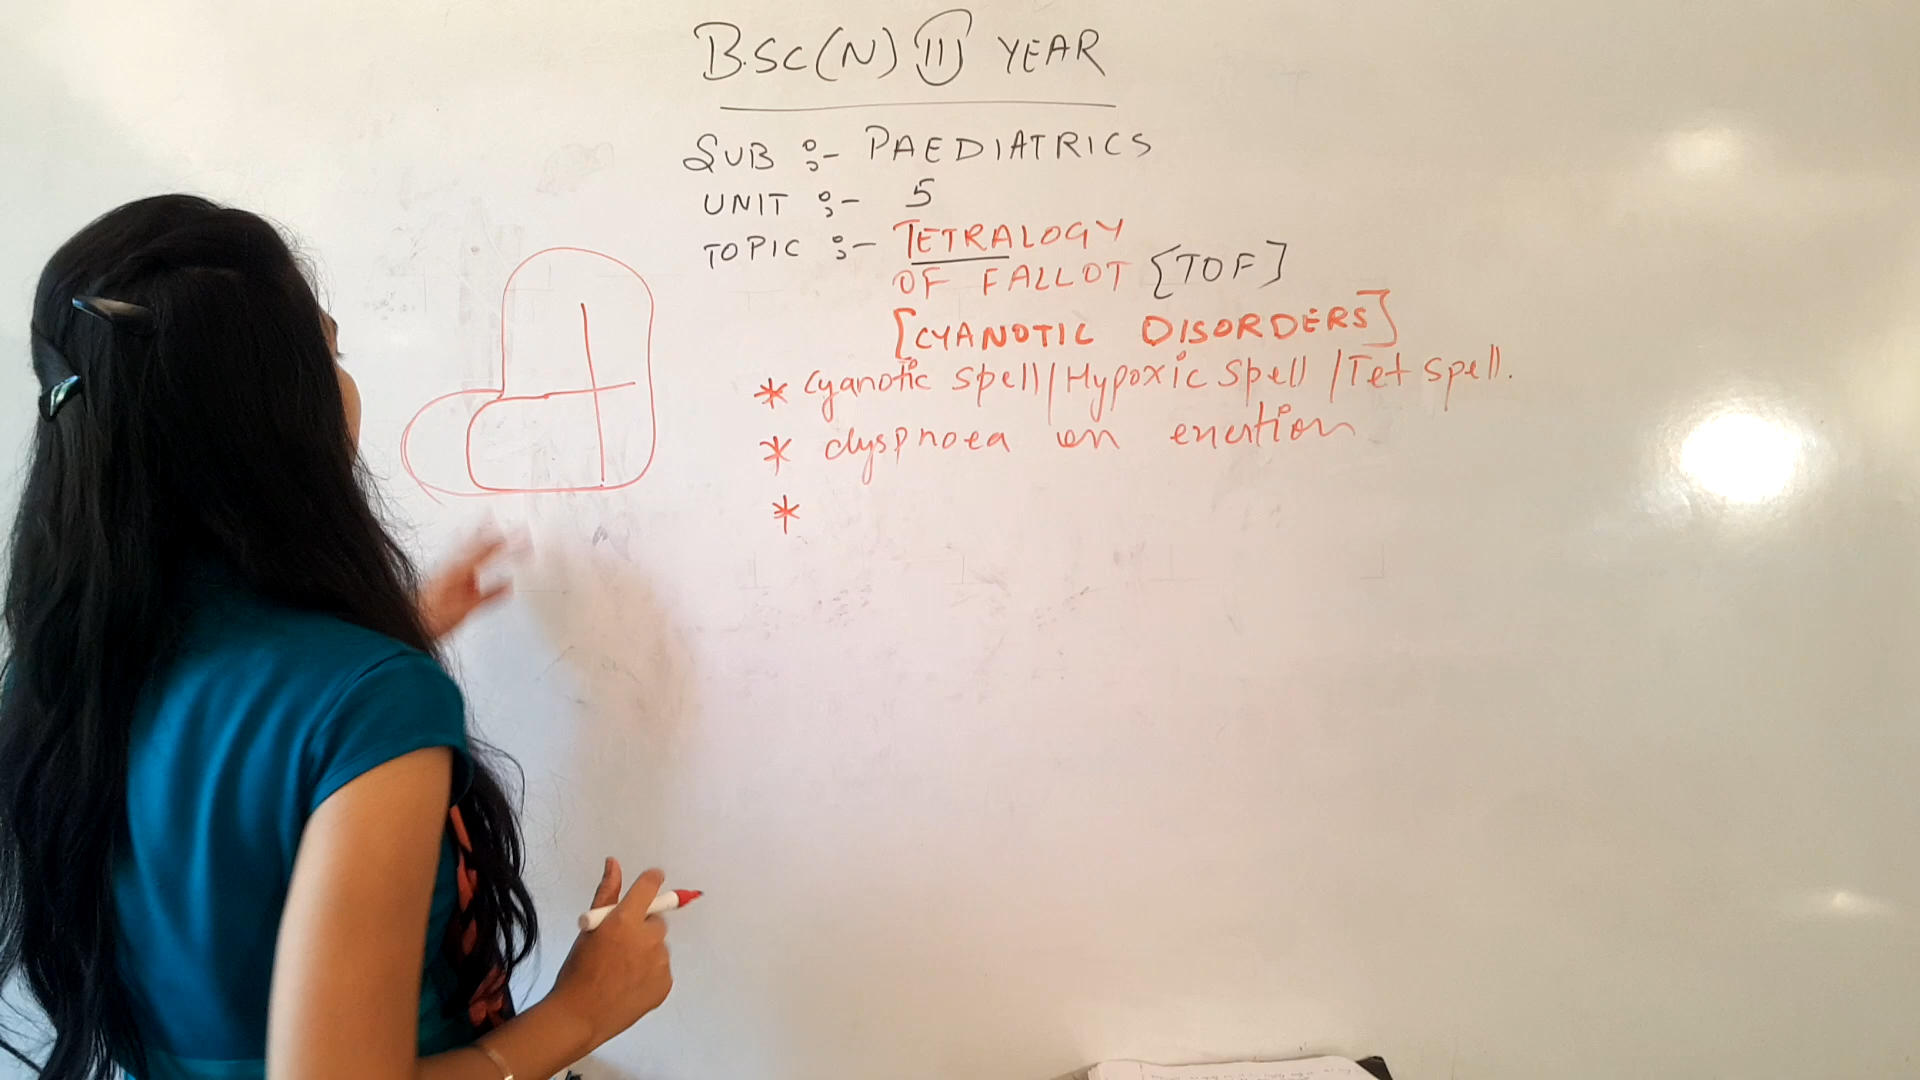 B.SC(N) III YEAR
SUB :- PAEDIATRICS
UNIT :- 5
TOPIC :- TETRALOGY
OF FALLOT [TOF]
[CYANOTIC DISORDERS]
* Cyanotic spell/Hypoxic spell/Tet spell.
* dyspnoea on exertion
*